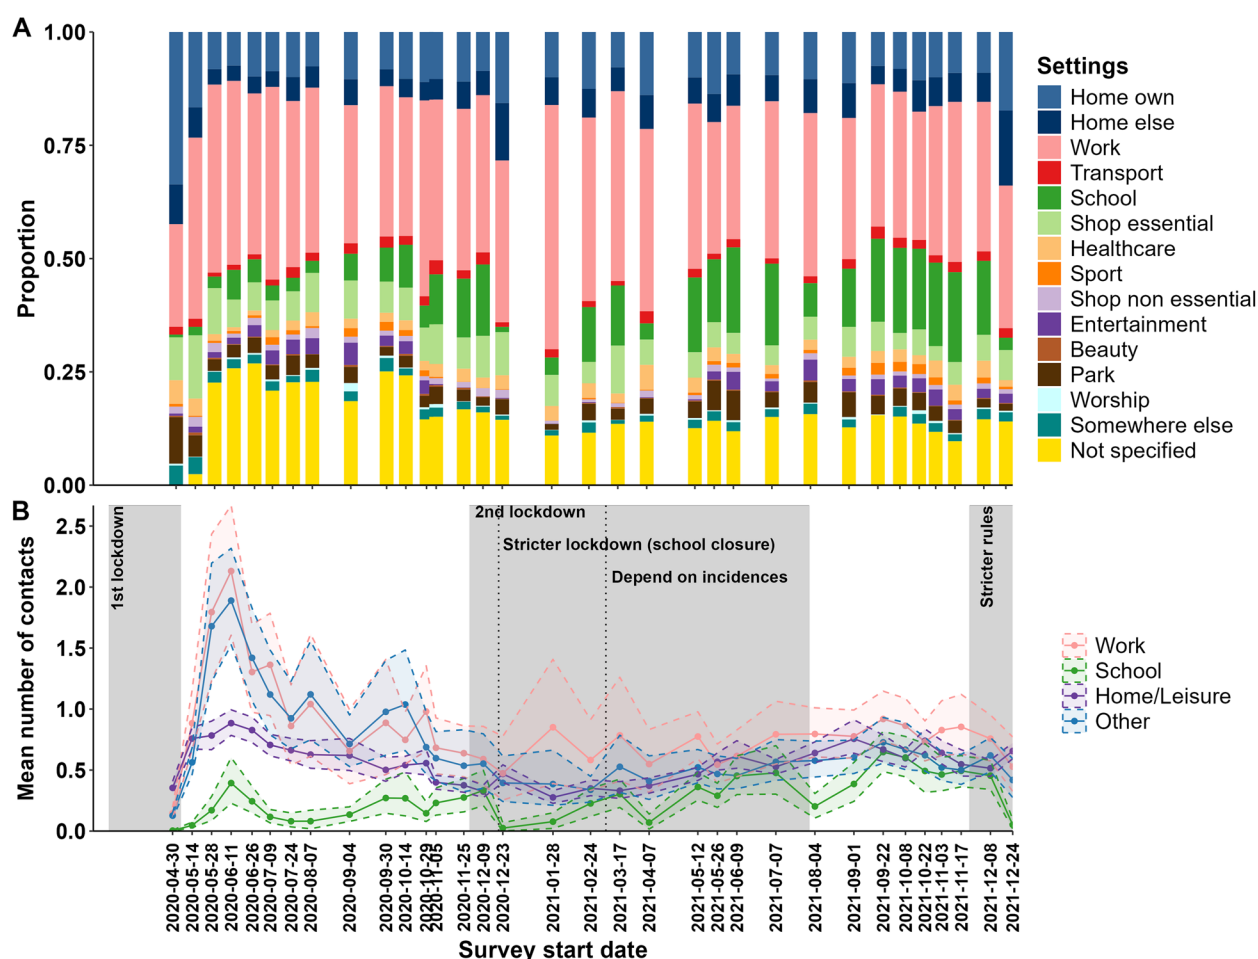 A
1.00
0.75
0.50
0.25
0.00
Proportion
Settings
Home own
Home else
Work
Transport
School
Shop essential
Healthcare
Sport
Shop non essential
Entertainment
Beauty
Park
Worship
Somewhere else
Not specified
B
2.5
2.0
1.5
1.0
0.5
0.0
Mean number of contacts
1st lockdown
2nd lockdown
Stricter lockdown (school closure)
Depend on incidences
Stricter rules
Work
School
Home/Leisure
Other
2020-04-30
2020-05-14
2020-05-28
2020-06-11
2020-06-26
2020-07-09
2020-07-24
2020-08-07
2020-09-04
2020-09-30
2020-10-14
2020-10-29
2020-11-05
2020-11-25
2020-12-09
2020-12-23
2021-01-28
2021-02-24
2021-03-17
2021-04-07
2021-05-12
2021-05-26
2021-06-09
2021-07-07
2021-08-04
2021-09-01
2021-09-22
2021-10-08
2021-10-22
2021-11-03
2021-11-17
2021-12-08
2021-12-24
Survey start date